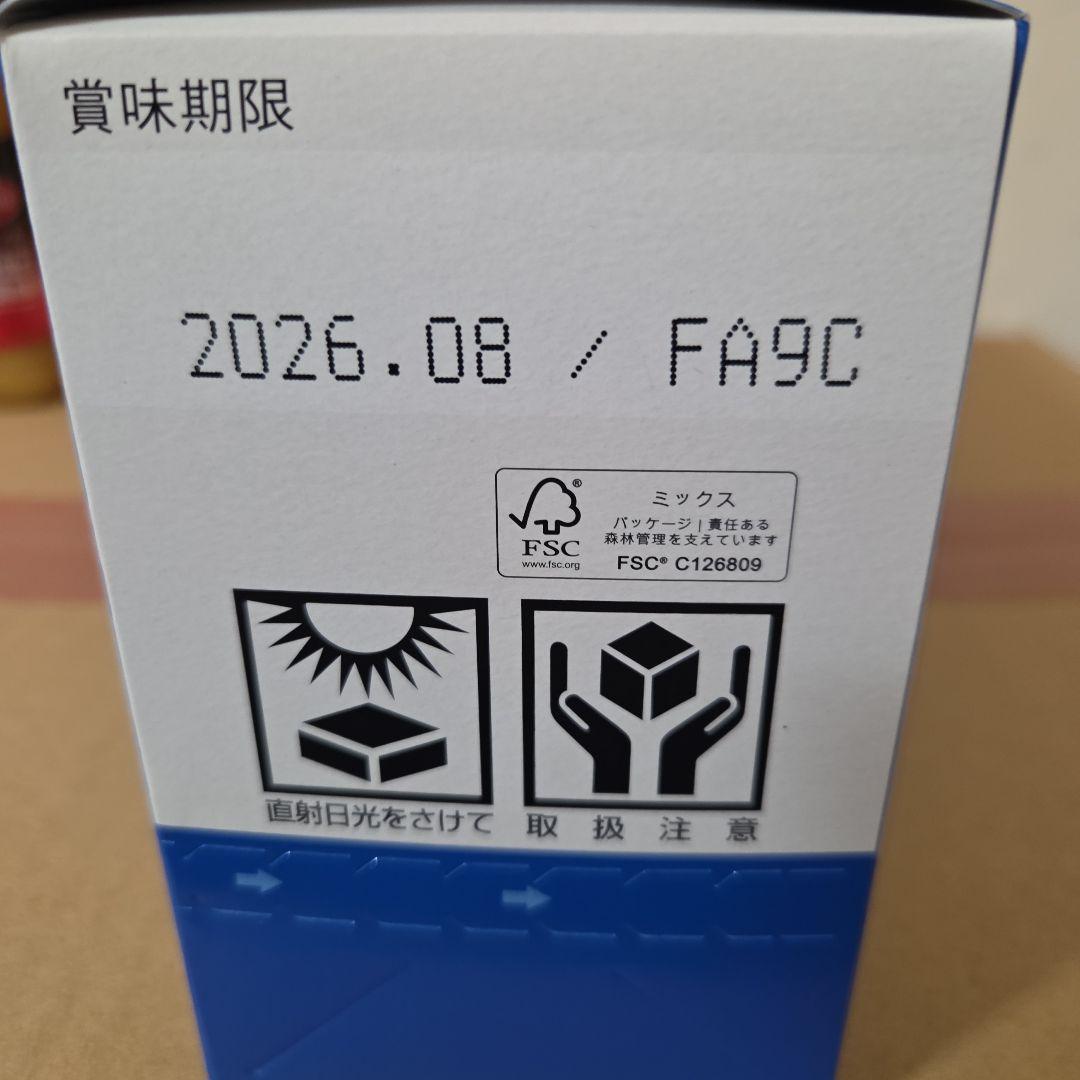 賞味期限
2026.08 / FA9C
ミックス
パッケージ | 責任ある
森林管理を支えています
FSC® C126809
®
FSC
www.fsc.org
直射日光をさけて
取扱注意